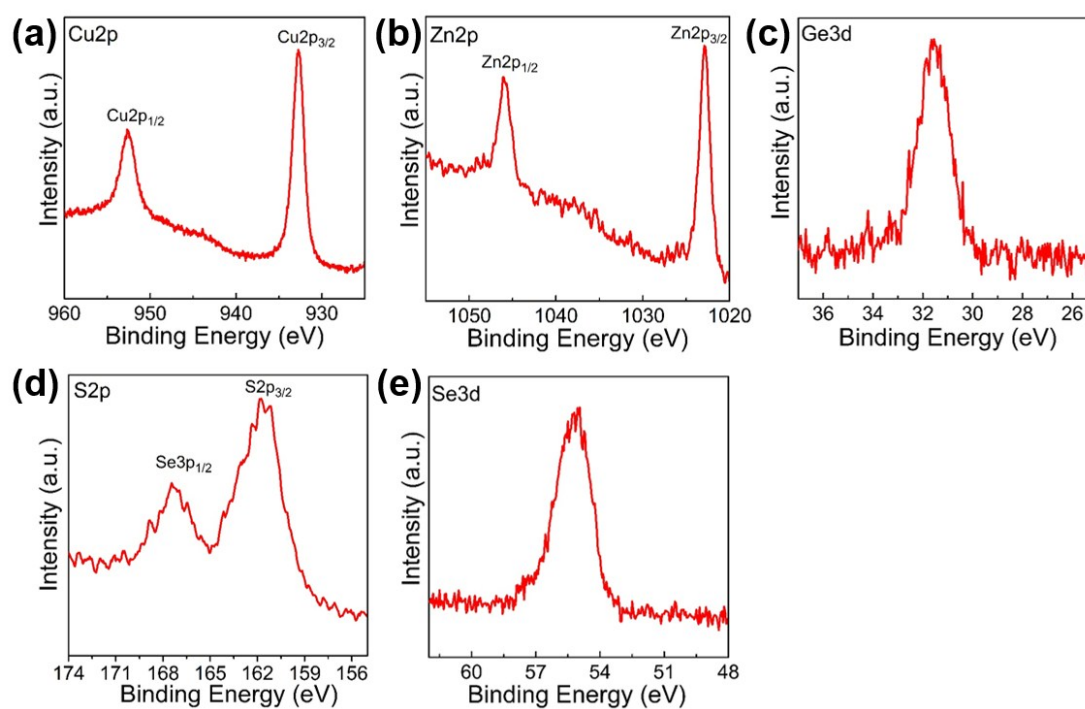 (a)
Cu2p
Cu2p1/2
Cu2p3/2
Intensity (a.u.)
960 950 940 930
Binding Energy (eV)
(b)
Zn2p
Zn2p1/2
Zn2p3/2
Intensity (a.u.)
1050 1040 1030 1020
Binding Energy (eV)
(c)
Ge3d
Intensity (a.u.)
36 34 32 30 28 26
Binding Energy (eV)
(d)
S2p
Se3p1/2
S2p3/2
Intensity (a.u.)
174 171 168 165 162 159 156
Binding Energy (eV)
(e)
Se3d
Intensity (a.u.)
60 57 54 51 48
Binding Energy (eV)